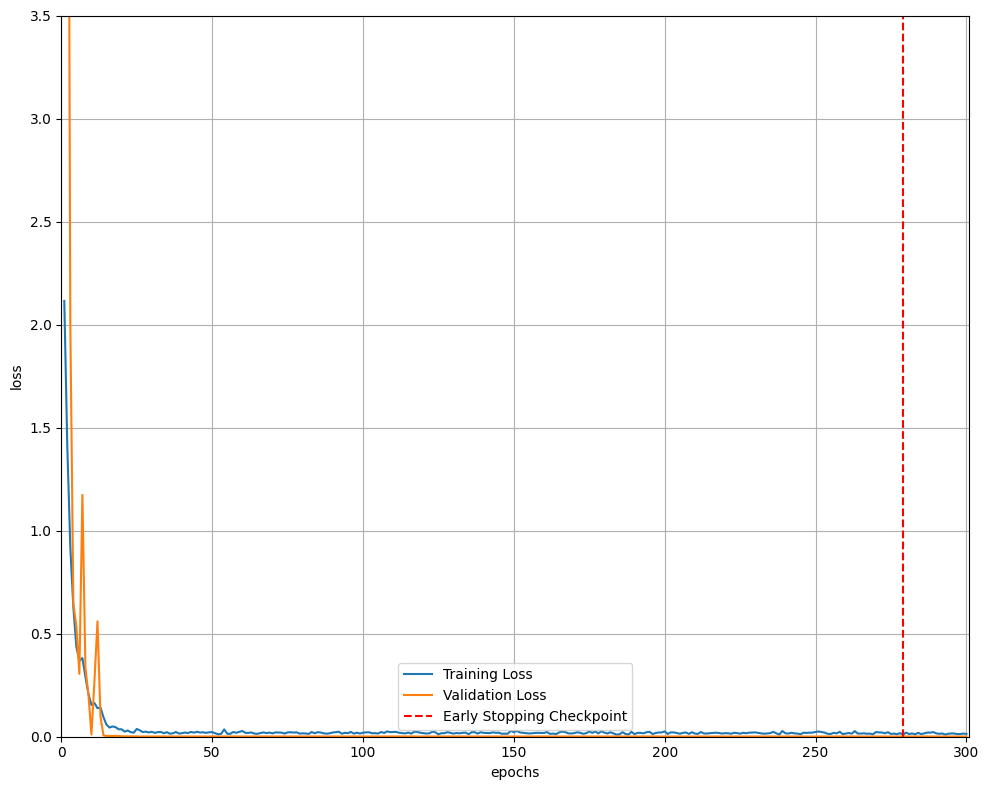 3.5
3.0
2.5
2.0
1.5
1.0
0.5
0.0
loss
0 50 100 150 200 250 300
epochs
Training Loss
Validation Loss
Early Stopping Checkpoint